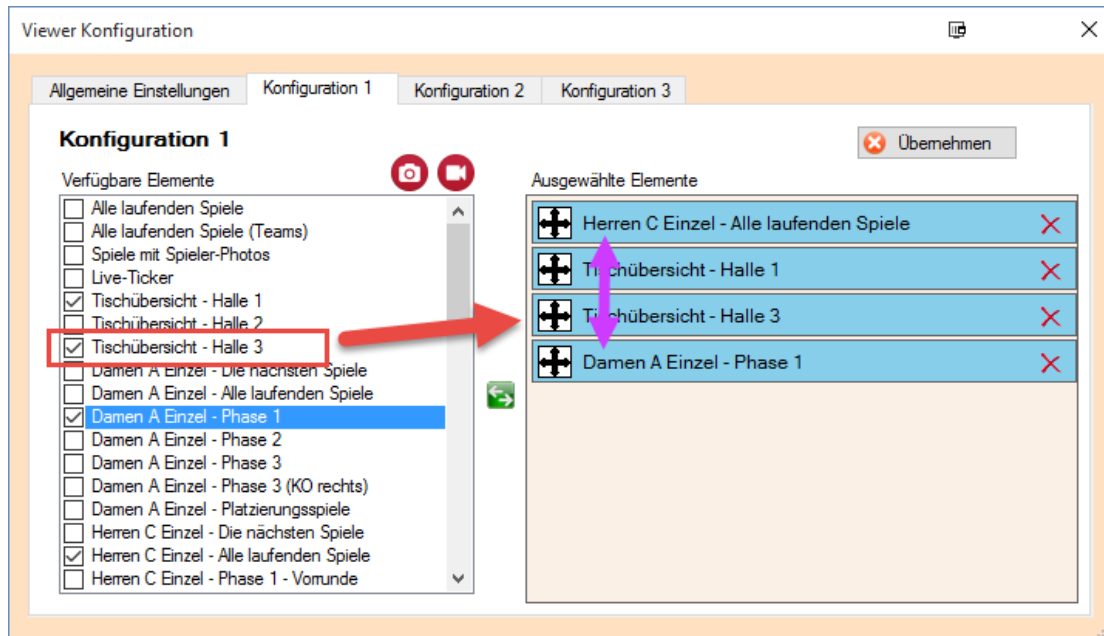 Viewer Konfiguration
Allgemeine Einstellungen
Konfiguration 1
Konfiguration 2
Konfiguration 3
Konfiguration 1
Übernehmen
Verfügbare Elemente
Alle laufenden Spiele
Alle laufenden Spiele (Teams)
Spiele mit Spieler-Photos
Live-Ticker
Tischübersicht - Halle 1
Tischübersicht - Halle 2
Tischübersicht - Halle 3
Damen A Einzel - Die nächsten Spiele
Damen A Einzel - Alle laufenden Spiele
Damen A Einzel - Phase 1
Damen A Einzel - Phase 2
Damen A Einzel - Phase 3
Damen A Einzel - Phase 3 (KO rechts)
Damen A Einzel - Platzierungsspiele
Herren C Einzel - Die nächsten Spiele
Herren C Einzel - Alle laufenden Spiele
Herren C Einzel - Phase 1 - Vorrunde
Ausgewählte Elemente
Herren C Einzel - Alle laufenden Spiele
Tischübersicht - Halle 1
Tischübersicht - Halle 3
Damen A Einzel - Phase 1